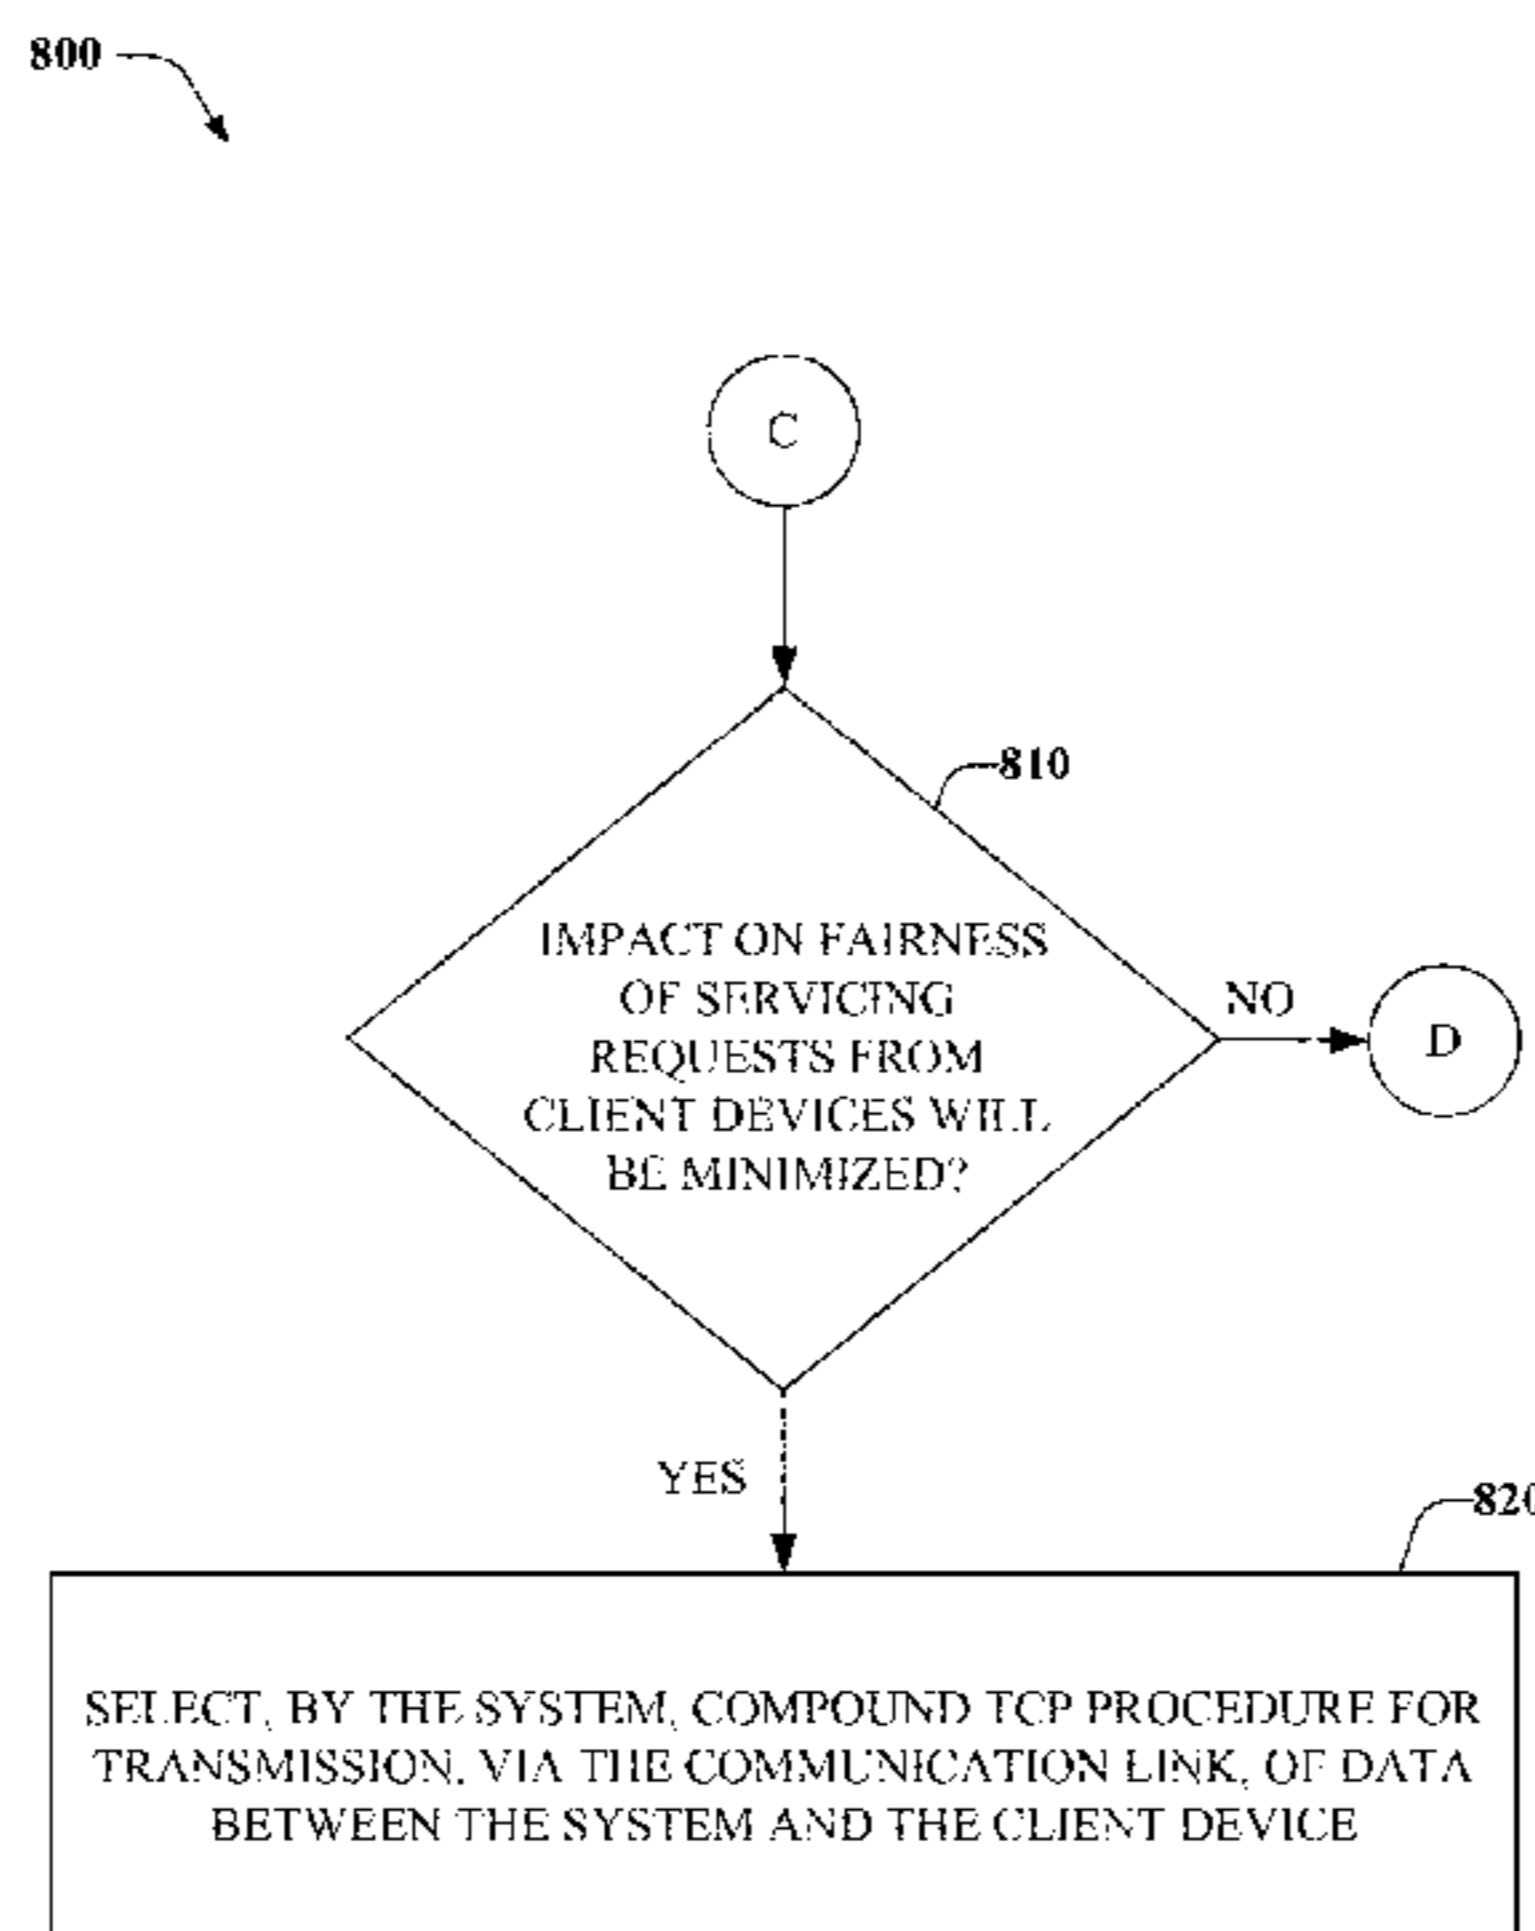 800
C
810
IMPACT ON FAIRNESS
OF SERVICING
REQUESTS FROM
CLIENT DEVICES WILL
BE MINIMIZED?
NO
D
YES
820
SELECT, BY THE SYSTEM, COMPOUND TCP PROCEDURE FOR
TRANSMISSION, VIA THE COMMUNICATION LINK, OF DATA
BETWEEN THE SYSTEM AND THE CLIENT DEVICE